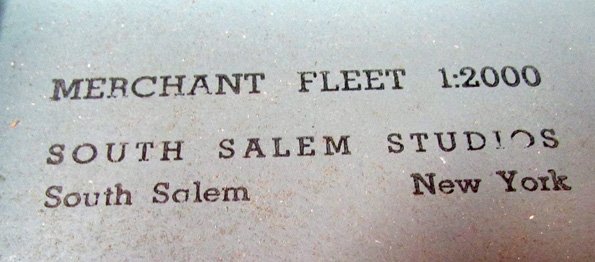 MERCHANT FLEET 1:2000
SOUTH SALEM STUDIOS
South Salem New York